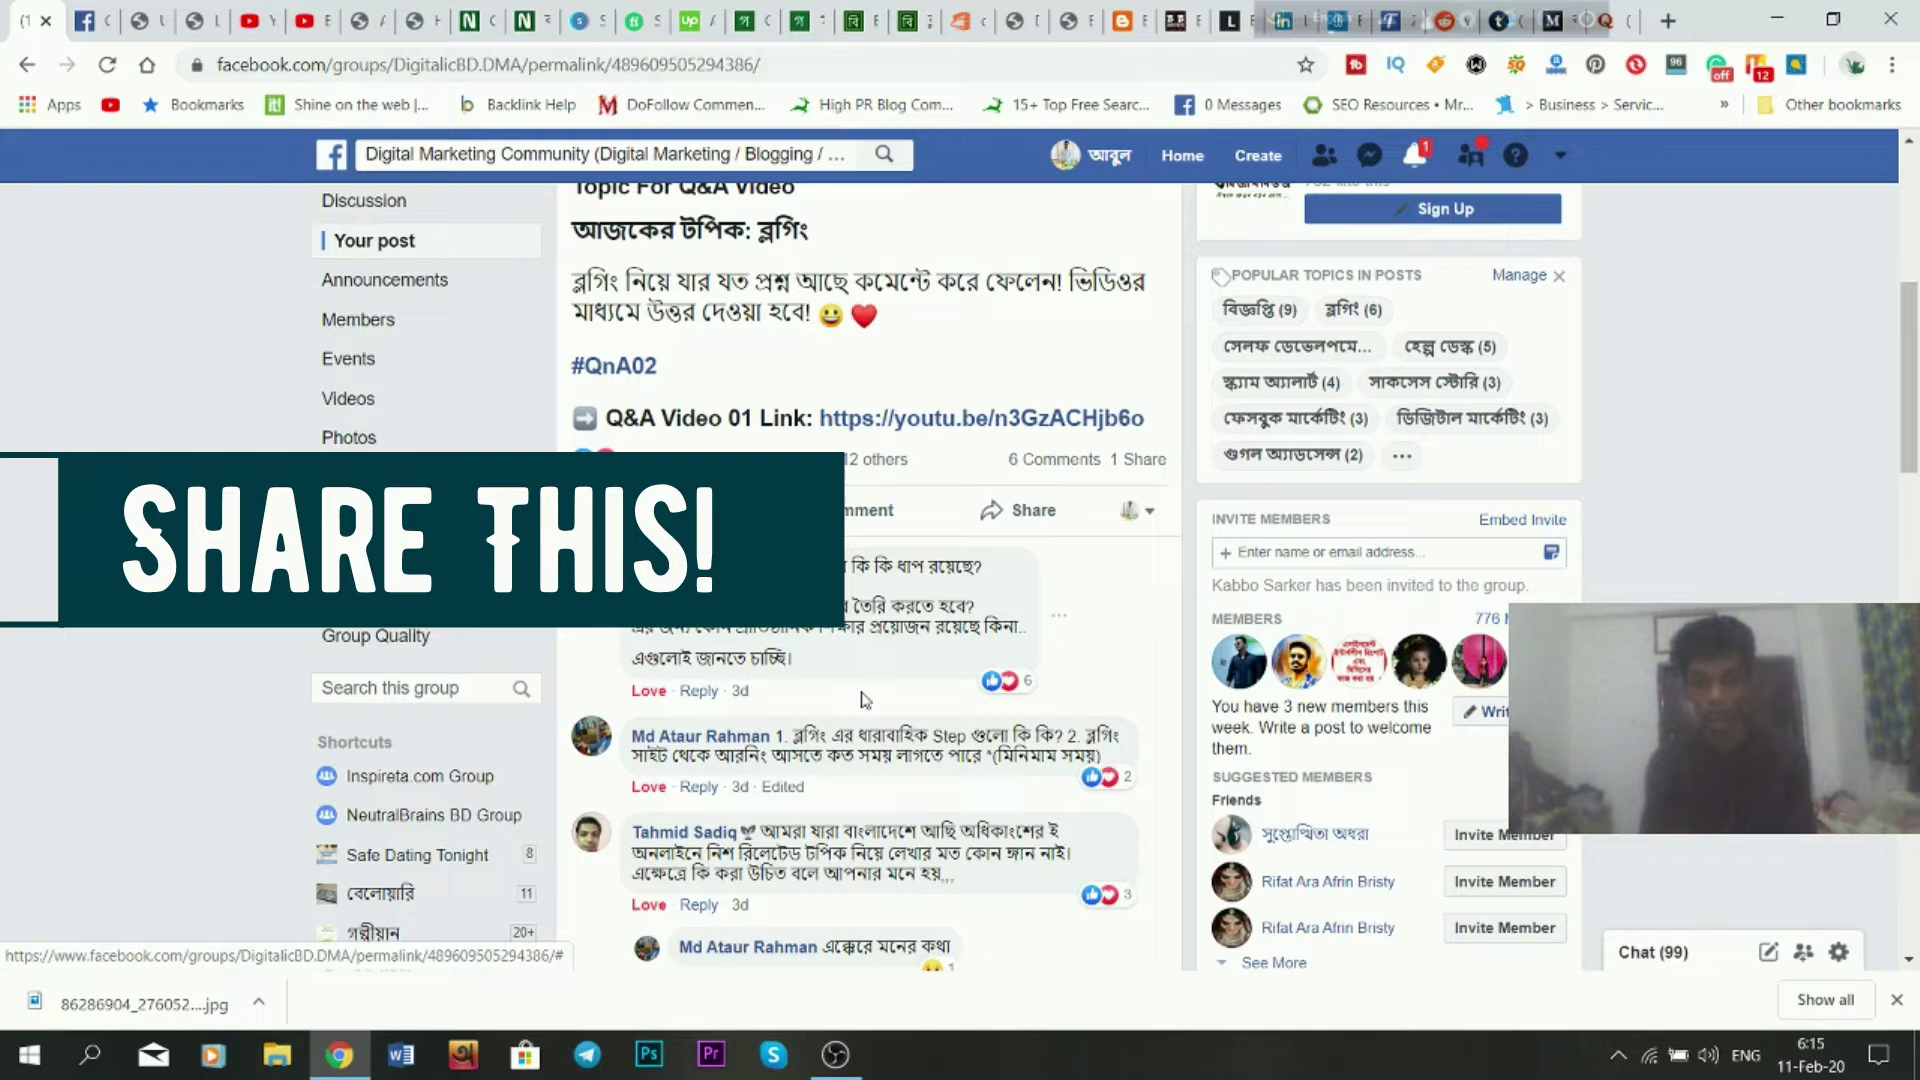 facebook.com/groups/DigitalicBD.DMA/permalink/489609505294386/
Apps
Bookmarks
Shine on the web |...
Backlink Help
DoFollow Commen...
High PR Blog Com...
15+ Top Free Searc...
0 Messages
SEO Resources • Mr...
> Business > Servic...
Other bookmarks
Digital Marketing Community (Digital Marketing / Blogging / ...
আবুল
Home
Create
Discussion
Your post
Announcements
Members
Events
Videos
Photos
Group Quality
Search this group
Shortcuts
Inspireta.com Group
NeutralBrains BD Group
Safe Dating Tonight 8
বেলোয়ারি 11
গল্পীয়ান 20+
Topic For Q&A Video
আজকের টপিক: ব্লগিং
ব্লগিং নিয়ে যার যত প্রশ্ন আছে কমেন্টে করে ফেলেন! ভিডিওর
মাধ্যমে উত্তর দেওয়া হবে!
#QnA02
Q&A Video 01 Link: https://youtu.be/n3GzACHjb6o
12 others
6 Comments 1 Share
mment
Share
SHARE THIS!
কি কি ধাপ রয়েছে?
তৈরি করতে হবে?
প্রয়োজন রয়েছে কিনা..
এগুলোই জানতে চাচ্ছি।
Love · Reply · 3d
6
Md Ataur Rahman 1. ব্লগিং এর ধারাবাহিক Step গুলো কি কি? 2. ব্লগিং
সাইট থেকে আরনিং আসতে কত সময় লাগতে পারে *(মিনিমাম সময়)
2
Love · Reply · 3d · Edited
Tahmid Sadiq আমরা যারা বাংলাদেশে আছি অধিকাংশের ই
অনলাইনে নিশ রিলেটেড টপিক নিয়ে লেখার মত কোন জ্ঞান নাই।
এক্ষেত্রে কি করা উচিত বলে আপনার মনে হয়,,,
3
Love · Reply · 3d
Md Ataur Rahman এক্কেরে মনের কথা
1
Sign Up
POPULAR TOPICS IN POSTS
Manage
বিজ্ঞপ্তি (9)
ব্লগিং (6)
সেলফ ডেভেলপমে...
হেল্প ডেস্ক (5)
স্ক্যাম অ্যালার্ট (4)
সাকসেস স্টোরি (3)
ফেসবুক মার্কেটিং (3)
ডিজিটাল মার্কেটিং (3)
গুগল অ্যাডসেন্স (2)
INVITE MEMBERS
Embed Invite
+ Enter name or email address...
Kabbo Sarker has been invited to the group.
MEMBERS
776
You have 3 new members this
week. Write a post to welcome
them.
Writ
SUGGESTED MEMBERS
Friends
Invite Member
Rifat Ara Afrin Bristy
Invite Member
Rifat Ara Afrin Bristy
Invite Member
See More
Chat (99)
https://www.facebook.com/groups/DigitalicBD.DMA/permalink/489609505294386/#
86286904_276052....jpg
Show all
ENG
6:15
11-Feb-20